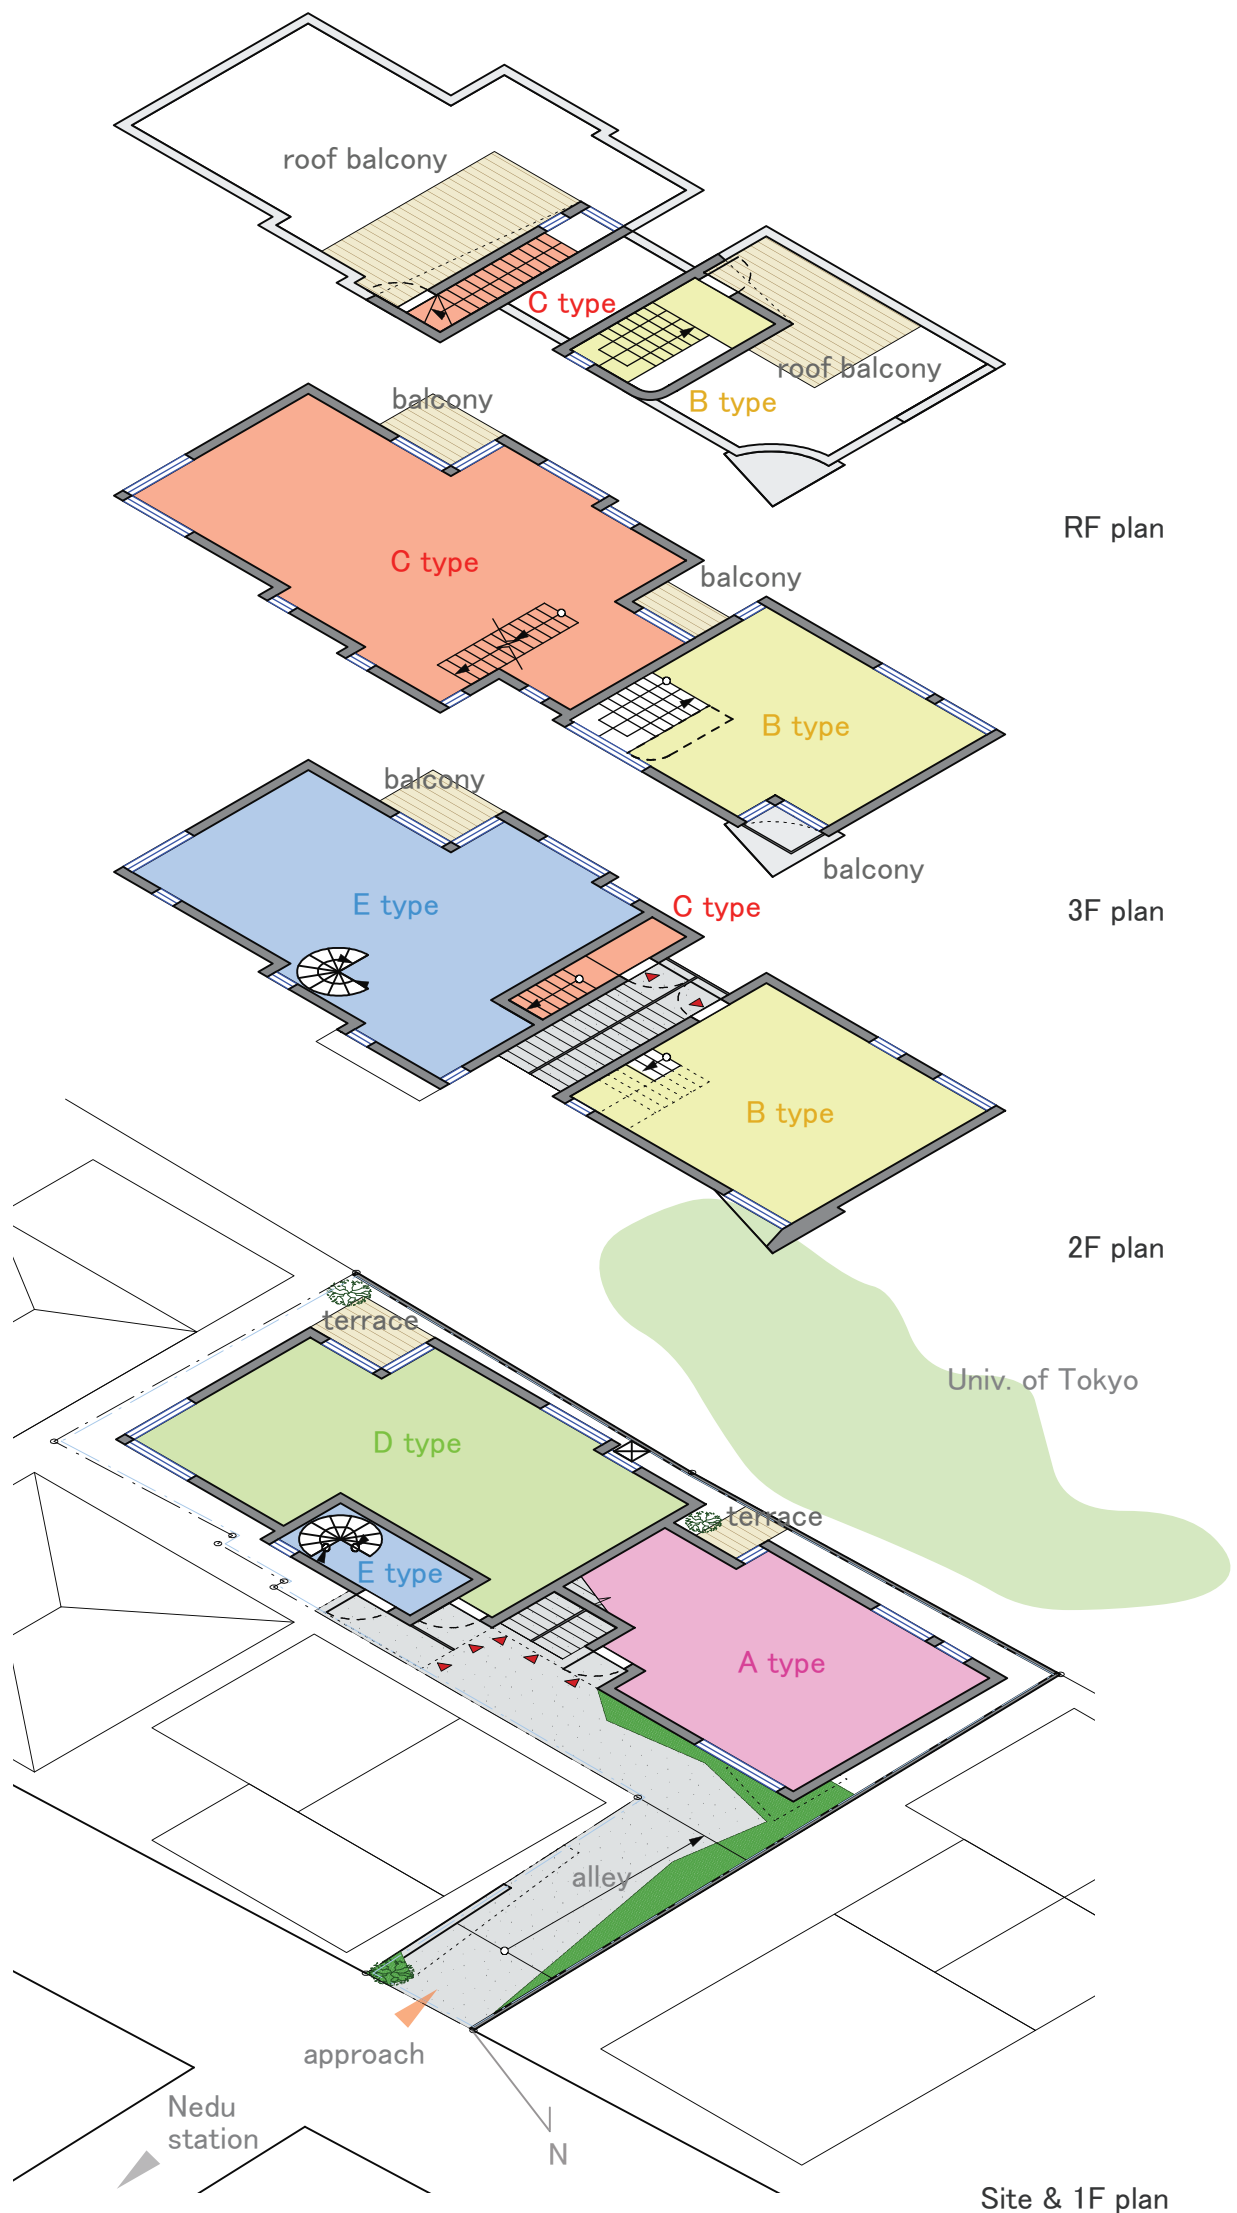 roof balcony
C type
roof balcony
B type
balcony
RF plan
C type
balcony
B type
balcony
balcony
E type
C type
3F plan
B type
2F plan
terrace
Univ. of Tokyo
D type
terrace
E type
A type
alley
approach
Nedu
station
N
Site & 1F plan